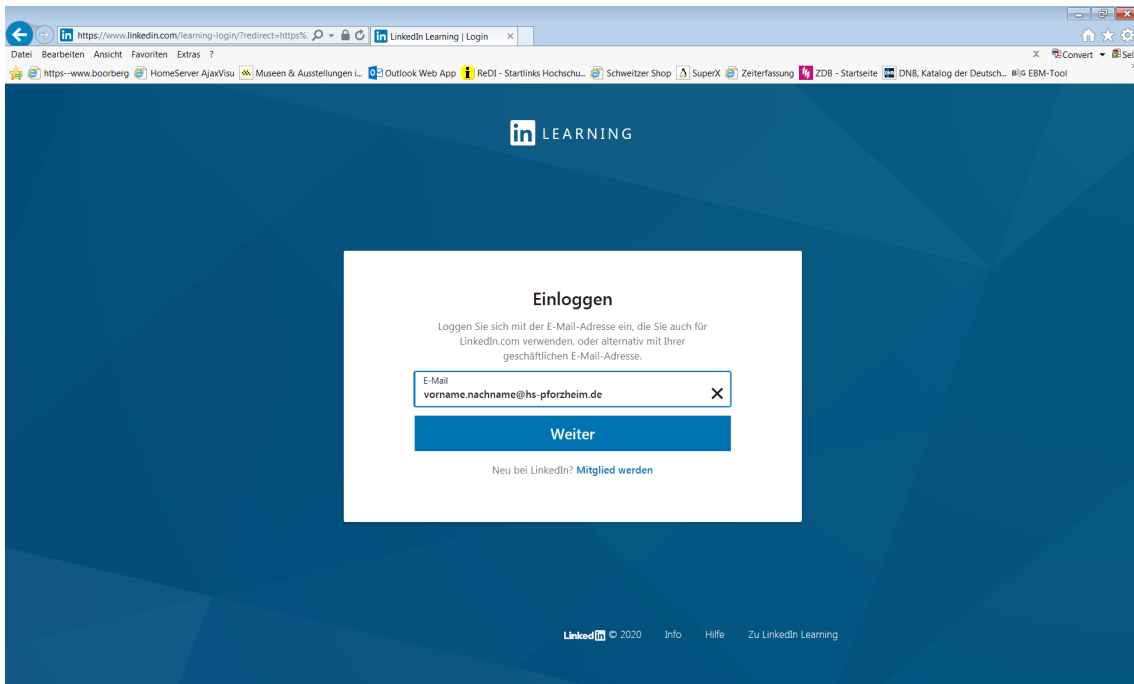 https://www.linkedin.com/learning-login/?redirect=https%
LinkedIn Learning | Login
Datei Bearbeiten Ansicht Favoriten Extras ?
Convert Sel
https--www.boorberg HomeServer AjaxVisu Museen & Ausstellungen i... Outlook Web App ReDI - Startlinks Hochschu... Schweitzer Shop SuperX Zeiterfassung ZDB - Startseite DNB, Katalog der Deutsch... BSG EBM-Tool
in LEARNING
Einloggen
Loggen Sie sich mit der E-Mail-Adresse ein, die Sie auch für
LinkedIn.com verwenden, oder alternativ mit Ihrer
geschäftlichen E-Mail-Adresse.
E-Mail
vorname.nachname@hs-pforzheim.de
Weiter
Neu bei LinkedIn? Mitglied werden
LinkedIn © 2020 Info Hilfe Zu LinkedIn Learning